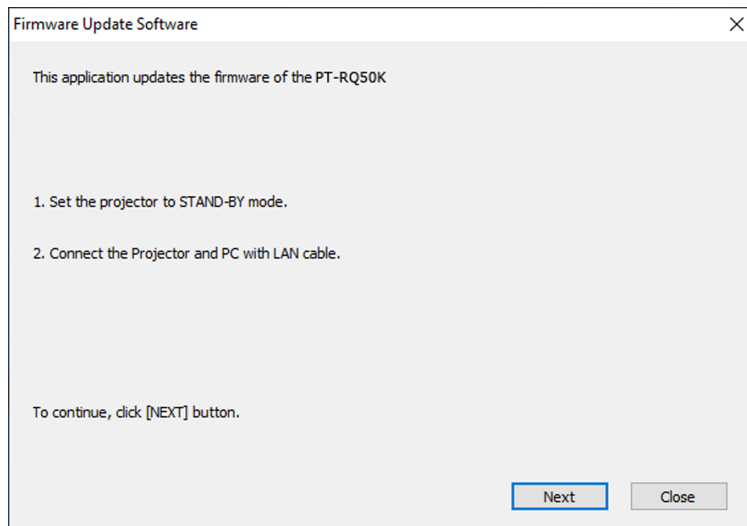 Firmware Update Software
This application updates the firmware of the PT-RQ50K
1. Set the projector to STAND-BY mode.
2. Connect the Projector and PC with LAN cable.
To continue, click [NEXT] button.
Next
Close